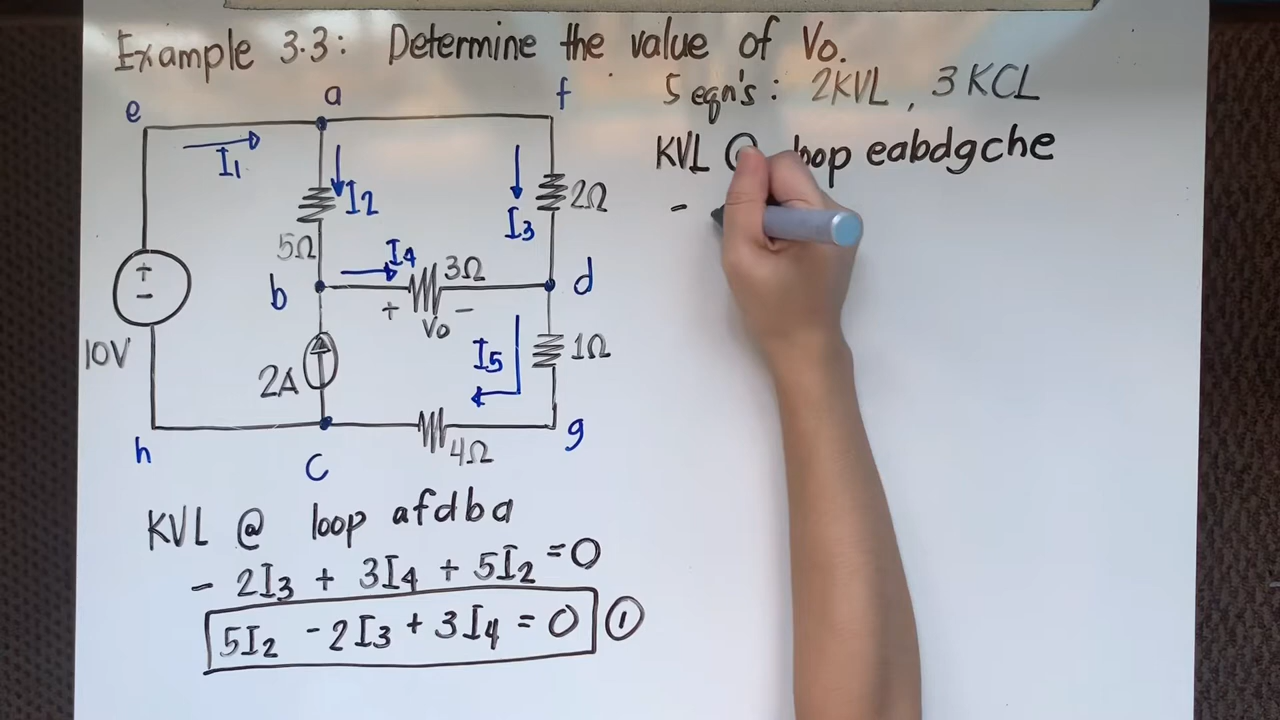 Example 3.3: Determine the value of Vo.
5 eqn's: 2KVL, 3KCL
e
a
f
I1
I2
I3
2Ω
5Ω
I4
3Ω
b
d
+
-
+ Vo -
10V
2A
I5
1Ω
h
c
4Ω
g
KVL @ loop eabdgche
-
KVL @ loop afdba
- 2I3 + 3I4 + 5I2 = 0
5I2 - 2I3 + 3I4 = 0 1